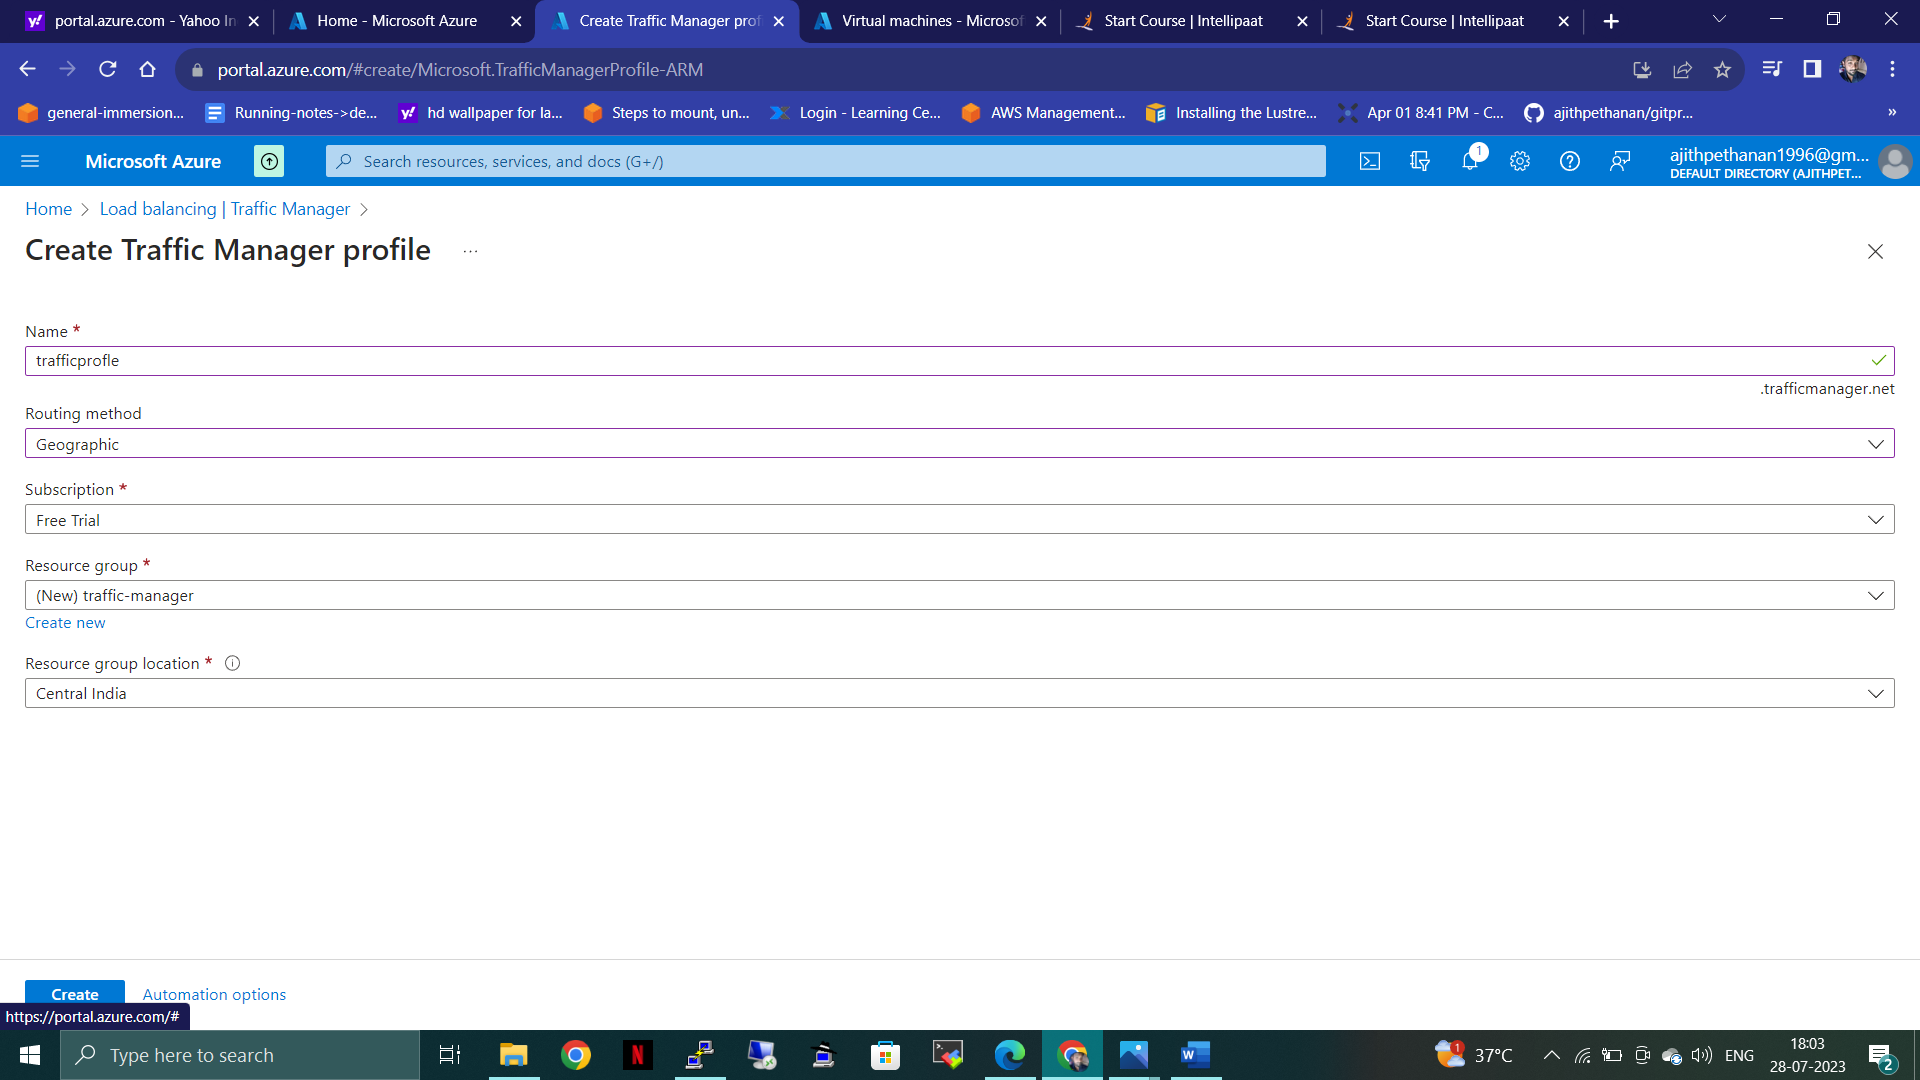 portal.azure.com - Yahoo In
Home - Microsoft Azure
Create Traffic Manager prof
Virtual machines - Microsof
Start Course | Intellipaat
Start Course | Intellipaat
portal.azure.com/#create/Microsoft.TrafficManagerProfile-ARM
general-immersion...
Running-notes->de...
hd wallpaper for la...
Steps to mount, un...
Login - Learning Ce...
AWS Management...
Installing the Lustre...
Apr 01 8:41 PM - C...
ajithpethanan/gitpr...
»
Microsoft Azure
Search resources, services, and docs (G+/)
1
ajithpethanan1996@gm...
DEFAULT DIRECTORY (AJITHPET...
Home > Load balancing | Traffic Manager >
Create Traffic Manager profile ...
Name *
trafficprofle
.trafficmanager.net
Routing method
Geographic
Subscription *
Free Trial
Resource group *
(New) traffic-manager
Create new
Resource group location *
Central India
Create
Automation options
https://portal.azure.com/#
Type here to search
1
37°C
ENG
18:03
28-07-2023
2